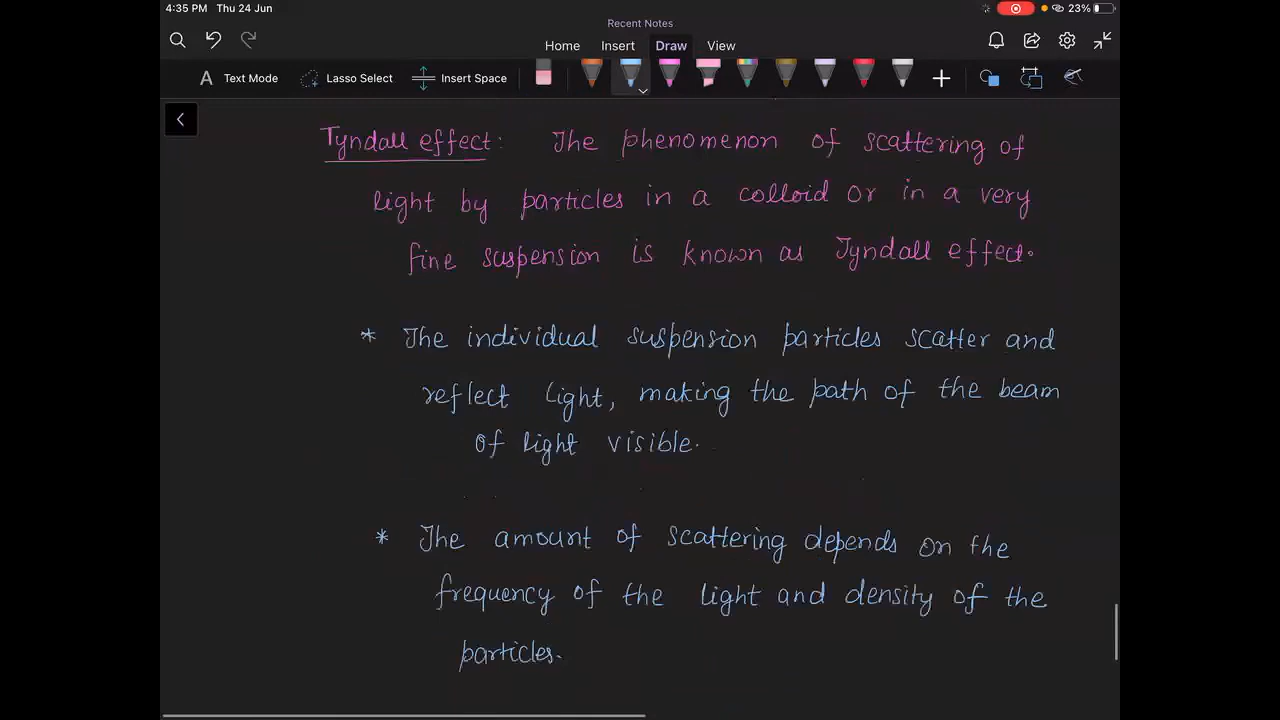 4:35 PM Thu 24 Jun
23%
Recent Notes
Home Insert Draw View
Text Mode Lasso Select Insert Space
Tyndall effect: The phenomenon of scattering of
light by particles in a colloid or in a very
fine suspension is known as Tyndall effect.
* The individual suspension particles scatter and
reflect light, making the path of the beam
of light visible.
* The amount of scattering depends on the
frequency of the light and density of the
particles.